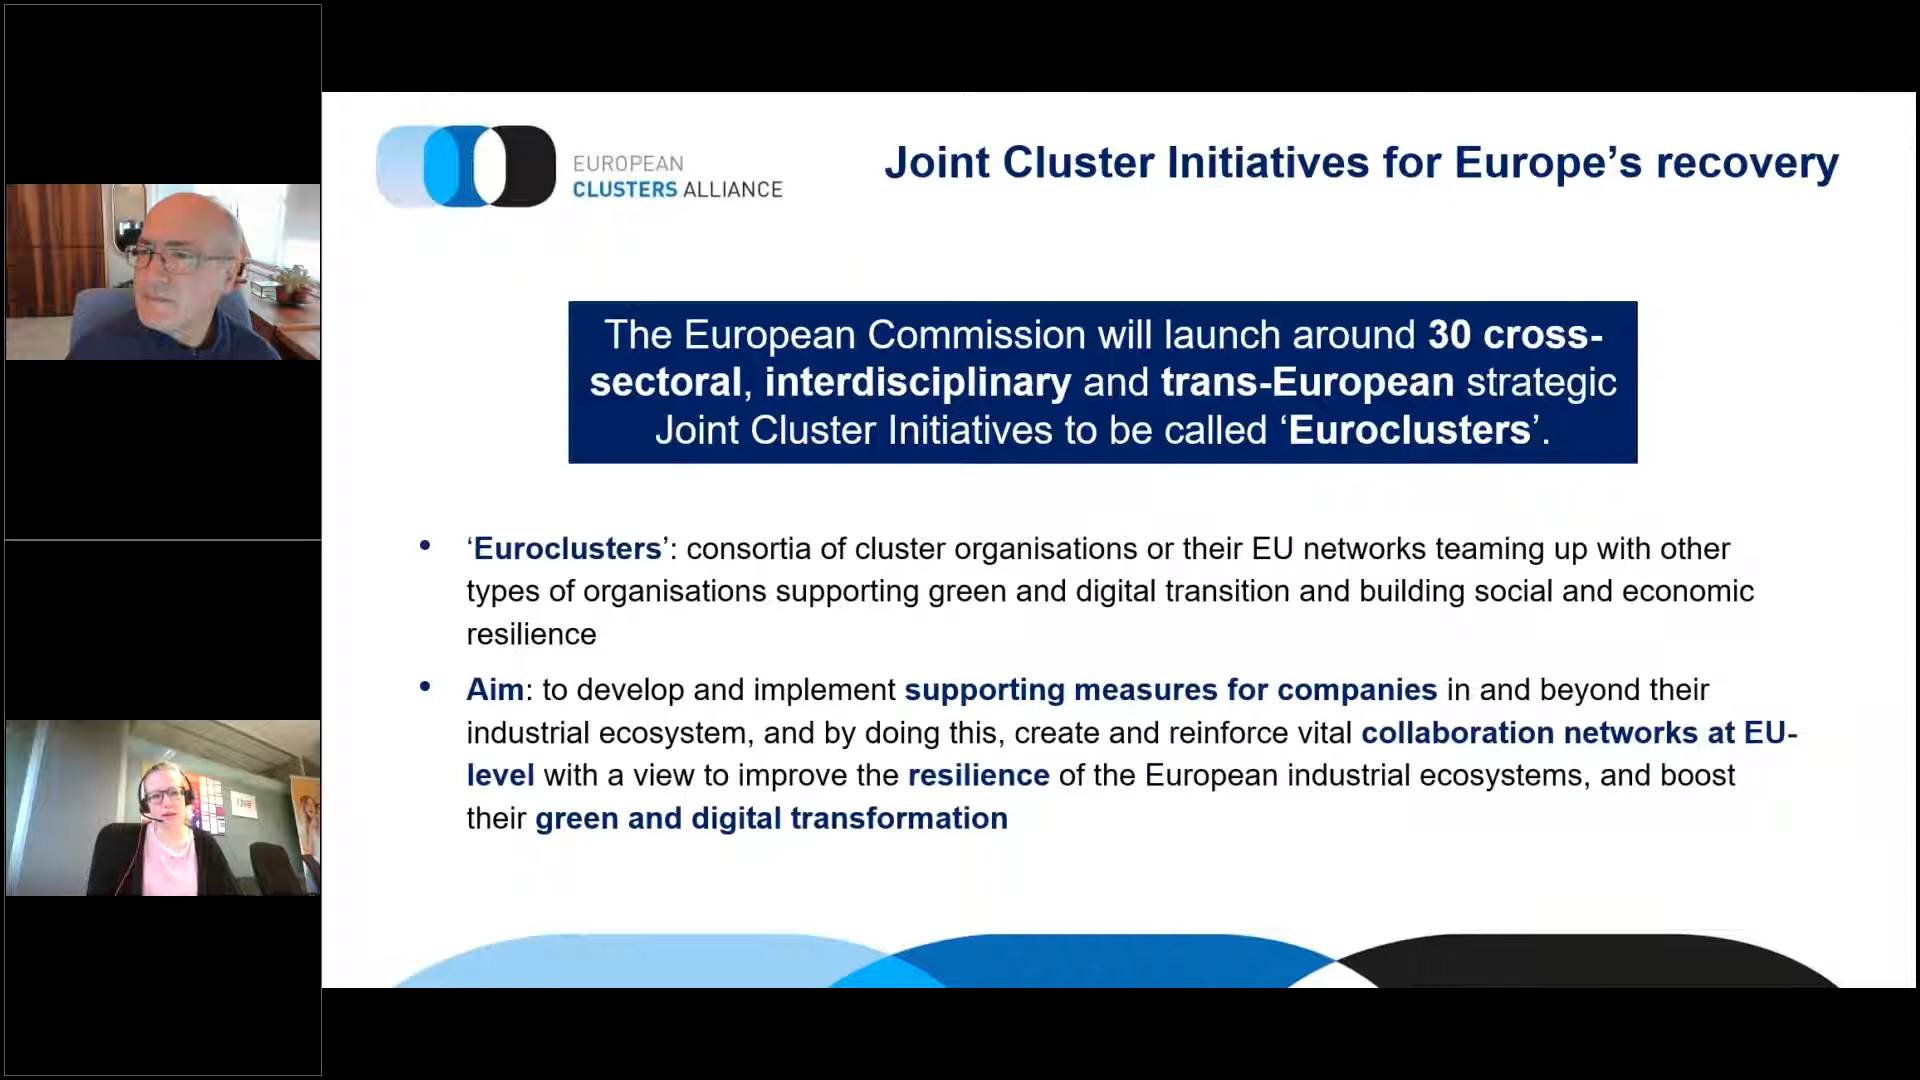 EUROPEAN
CLUSTERS ALLIANCE
Joint Cluster Initiatives for Europe’s recovery
The European Commission will launch around 30 cross-
sectoral, interdisciplinary and trans-European strategic
Joint Cluster Initiatives to be called ‘Euroclusters’.
• ‘Euroclusters’: consortia of cluster organisations or their EU networks teaming up with other
types of organisations supporting green and digital transition and building social and economic
resilience
• Aim: to develop and implement supporting measures for companies in and beyond their
industrial ecosystem, and by doing this, create and reinforce vital collaboration networks at EU-
level with a view to improve the resilience of the European industrial ecosystems, and boost
their green and digital transformation